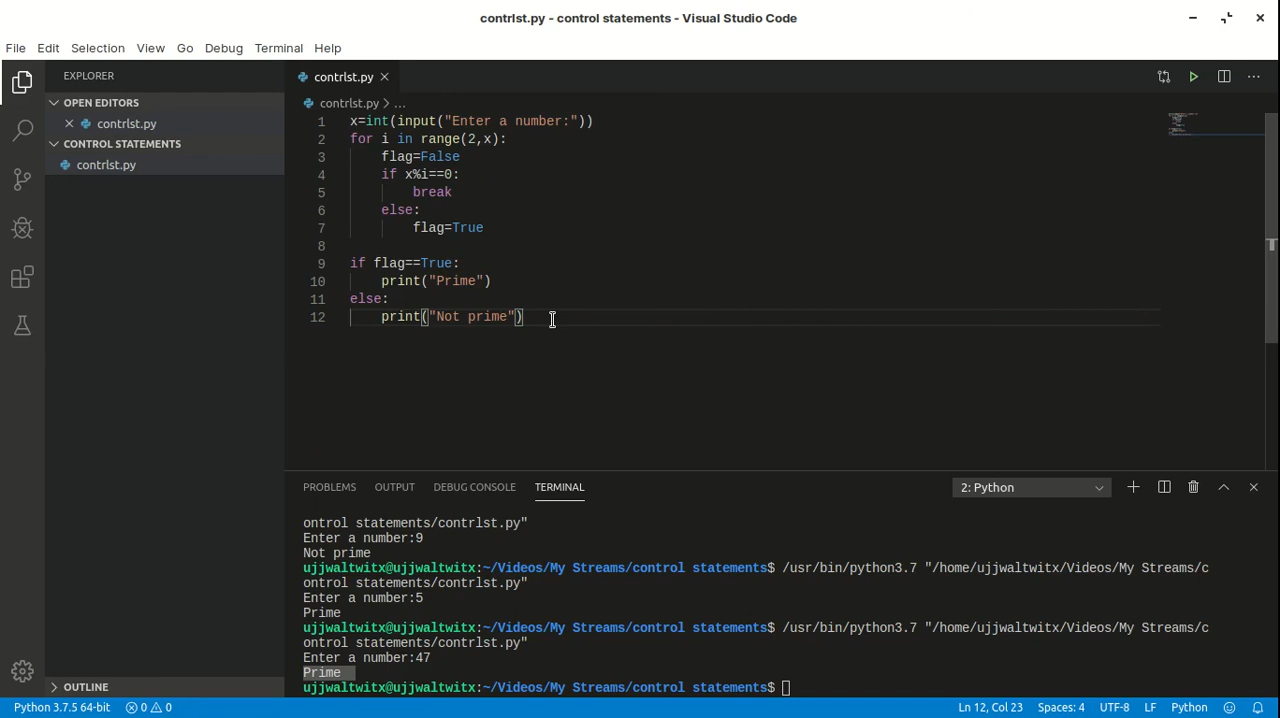 contrlst.py - control statements - Visual Studio Code
File Edit Selection View Go Debug Terminal Help
EXPLORER
OPEN EDITORS
contrlst.py
CONTROL STATEMENTS
contrlst.py
OUTLINE
contrlst.py
contrlst.py > ...
1 x=int(input("Enter a number:"))
2 for i in range(2,x):
3     flag=False
4     if x%i==0:
5         break
6     else:
7         flag=True
8
9 if flag==True:
10     print("Prime")
11 else:
12     print("Not prime")
PROBLEMS OUTPUT DEBUG CONSOLE TERMINAL 2: Python
ontrol statements/contrlst.py"
Enter a number:9
Not prime
ujjwaltwitx@ujjwaltwitx:~/Videos/My Streams/control statements$ /usr/bin/python3.7 "/home/ujjwaltwitx/Videos/My Streams/c
ontrol statements/contrlst.py"
Enter a number:5
Prime
ujjwaltwitx@ujjwaltwitx:~/Videos/My Streams/control statements$ /usr/bin/python3.7 "/home/ujjwaltwitx/Videos/My Streams/c
ontrol statements/contrlst.py"
Enter a number:47
Prime
ujjwaltwitx@ujjwaltwitx:~/Videos/My Streams/control statements$
Python 3.7.5 64-bit 0 0 Ln 12, Col 23 Spaces: 4 UTF-8 LF Python